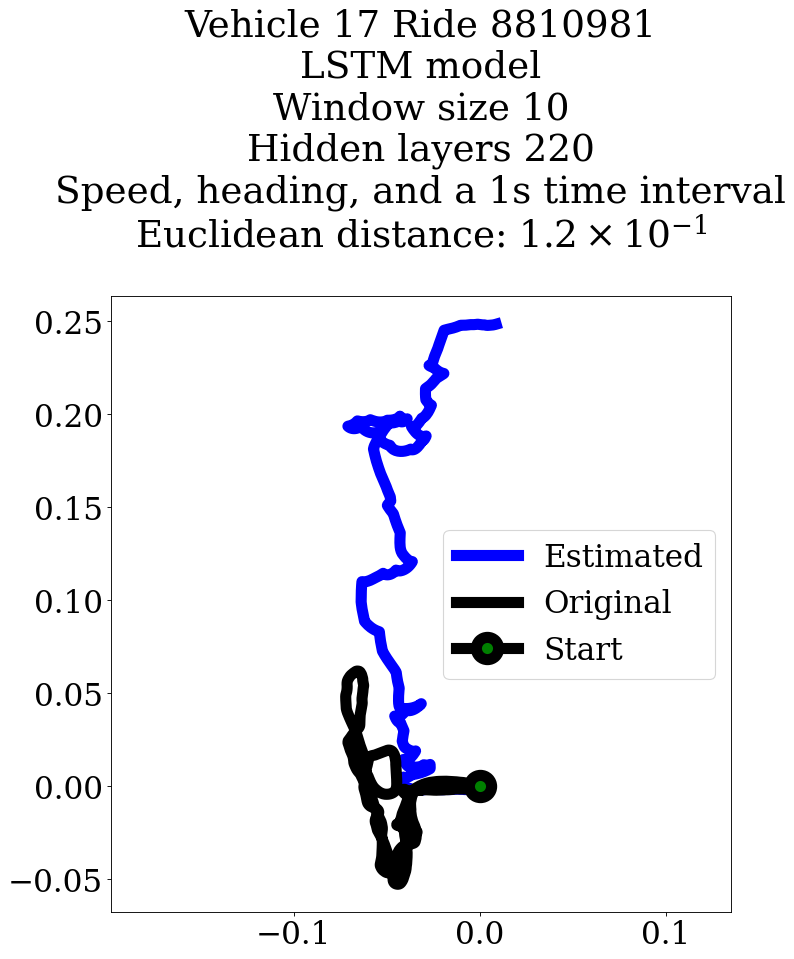 Vehicle 17 Ride 8810981
LSTM model
Window size 10
Hidden layers 220
Speed, heading, and a 1s time interval
Euclidean distance: 1.2 × 10⁻¹
0.25
0.20
0.15
0.10
0.05
0.00
−0.05
Estimated
Original
Start
−0.1
0.0
0.1